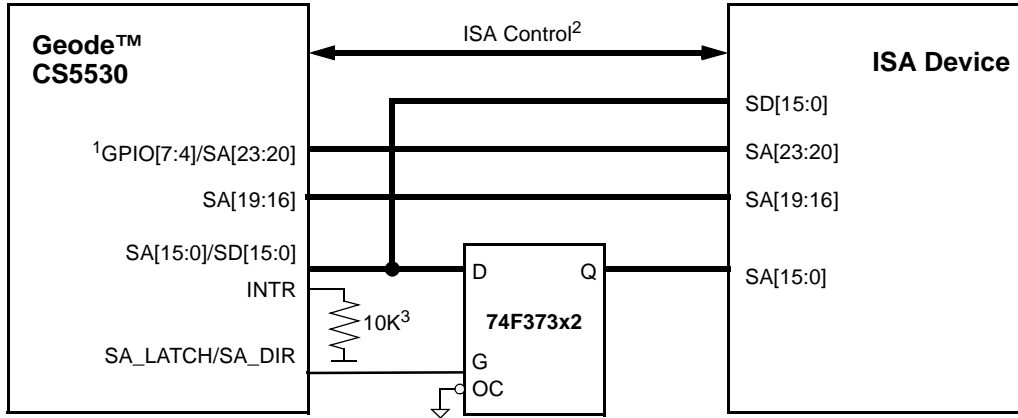 Geode™
CS5530
ISA Control²
ISA Device
SD[15:0]
¹GPIO[7:4]/SA[23:20]
SA[23:20]
SA[19:16]
SA[19:16]
SA[15:0]/SD[15:0]
D
Q
SA[15:0]
INTR
10K³
74F373x2
SA_LATCH/SA_DIR
G
OC